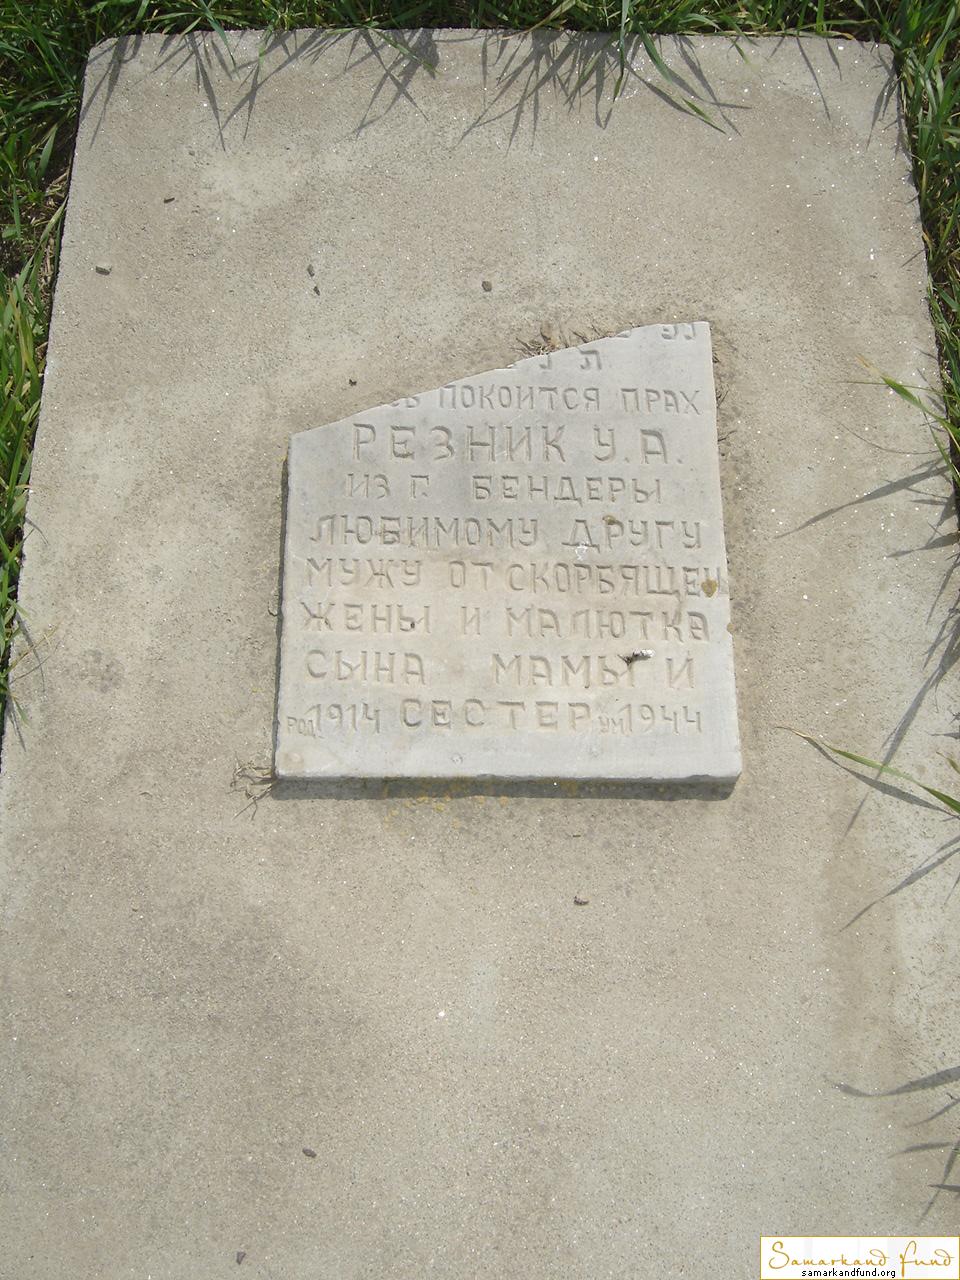 ПОКОИТСЯ ПРАХ
РЕЗНИК У.А.
ИЗ Г. БЕНДЕРЫ
ЛЮБИМОМУ ДРУГУ
МУЖУ ОТ СКОРБЯЩЕЙ
ЖЕНЫ И МАЛЮТКА
СЫНА МАМЫ И
РОД 1914 СЕСТЕР УМ 1944
Samarkand fund
samarkandfund.org